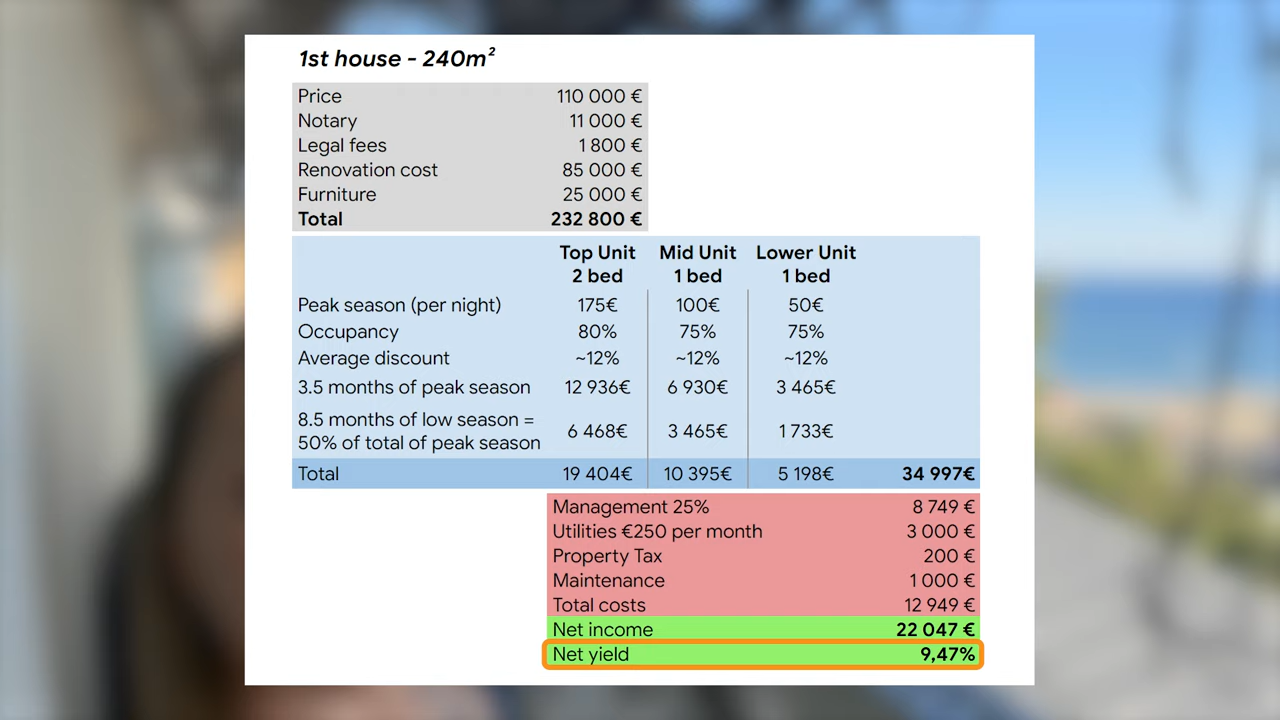 1st house - 240m²
Price 110 000 €
Notary 11 000 €
Legal fees 1 800 €
Renovation cost 85 000 €
Furniture 25 000 €
Total 232 800 €
Top Unit Mid Unit Lower Unit
2 bed 1 bed 1 bed
Peak season (per night) 175€ 100€ 50€
Occupancy 80% 75% 75%
Average discount ~12% ~12% ~12%
3.5 months of peak season 12 936€ 6 930€ 3 465€
8.5 months of low season =
50% of total of peak season 6 468€ 3 465€ 1 733€
Total 19 404€ 10 395€ 5 198€ 34 997€
Management 25% 8 749 €
Utilities €250 per month 3 000 €
Property Tax 200 €
Maintenance 1 000 €
Total costs 12 949 €
Net income 22 047 €
Net yield 9,47%